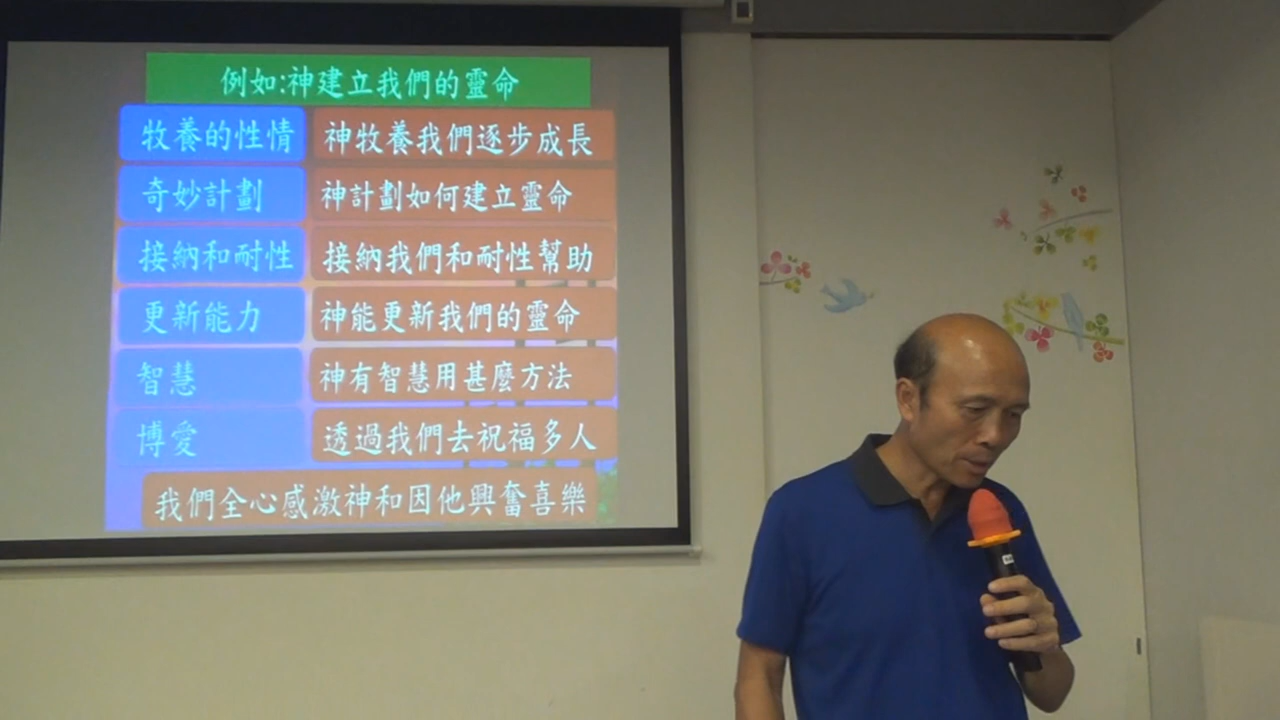 例如:神建立我們的靈命
牧養的性情 神牧養我們逐步成長
奇妙計劃 神計劃如何建立靈命
接納和耐性 接納我們和耐性幫助
更新能力 神能更新我們的靈命
智慧 神有智慧用甚麼方法
博愛 透過我們去祝福多人
我們全心感激神和因他興奮喜樂